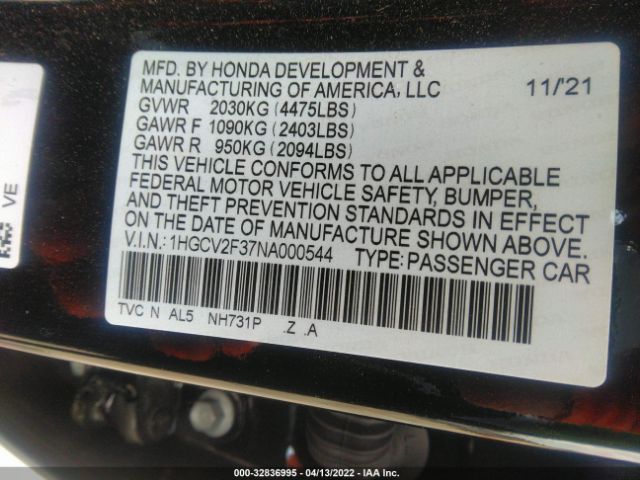 MFD. BY HONDA DEVELOPMENT &
MANUFACTURING OF AMERICA, LLC 11/'21
GVWR 2030KG (4475LBS)
GAWR F 1090KG (2403LBS)
GAWR R 950KG (2094LBS)
THIS VEHICLE CONFORMS TO ALL APPLICABLE
FEDERAL MOTOR VEHICLE SAFETY, BUMPER,
AND THEFT PREVENTION STANDARDS IN EFFECT
ON THE DATE OF MANUFACTURE SHOWN ABOVE.
V.I.N.: 1HGCV2F37NA000544 TYPE: PASSENGER CAR
TVC N AL5 NH731P .Z .A
VE
000-32836995 - 04/13/2022 - IAA Inc.